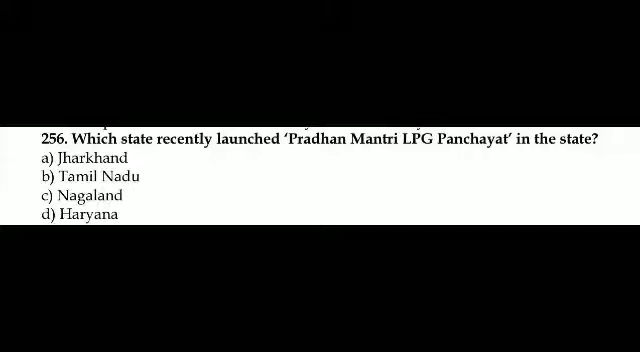 256. Which state recently launched ‘Pradhan Mantri LPG Panchayat’ in the state?
a) Jharkhand
b) Tamil Nadu
c) Nagaland
d) Haryana